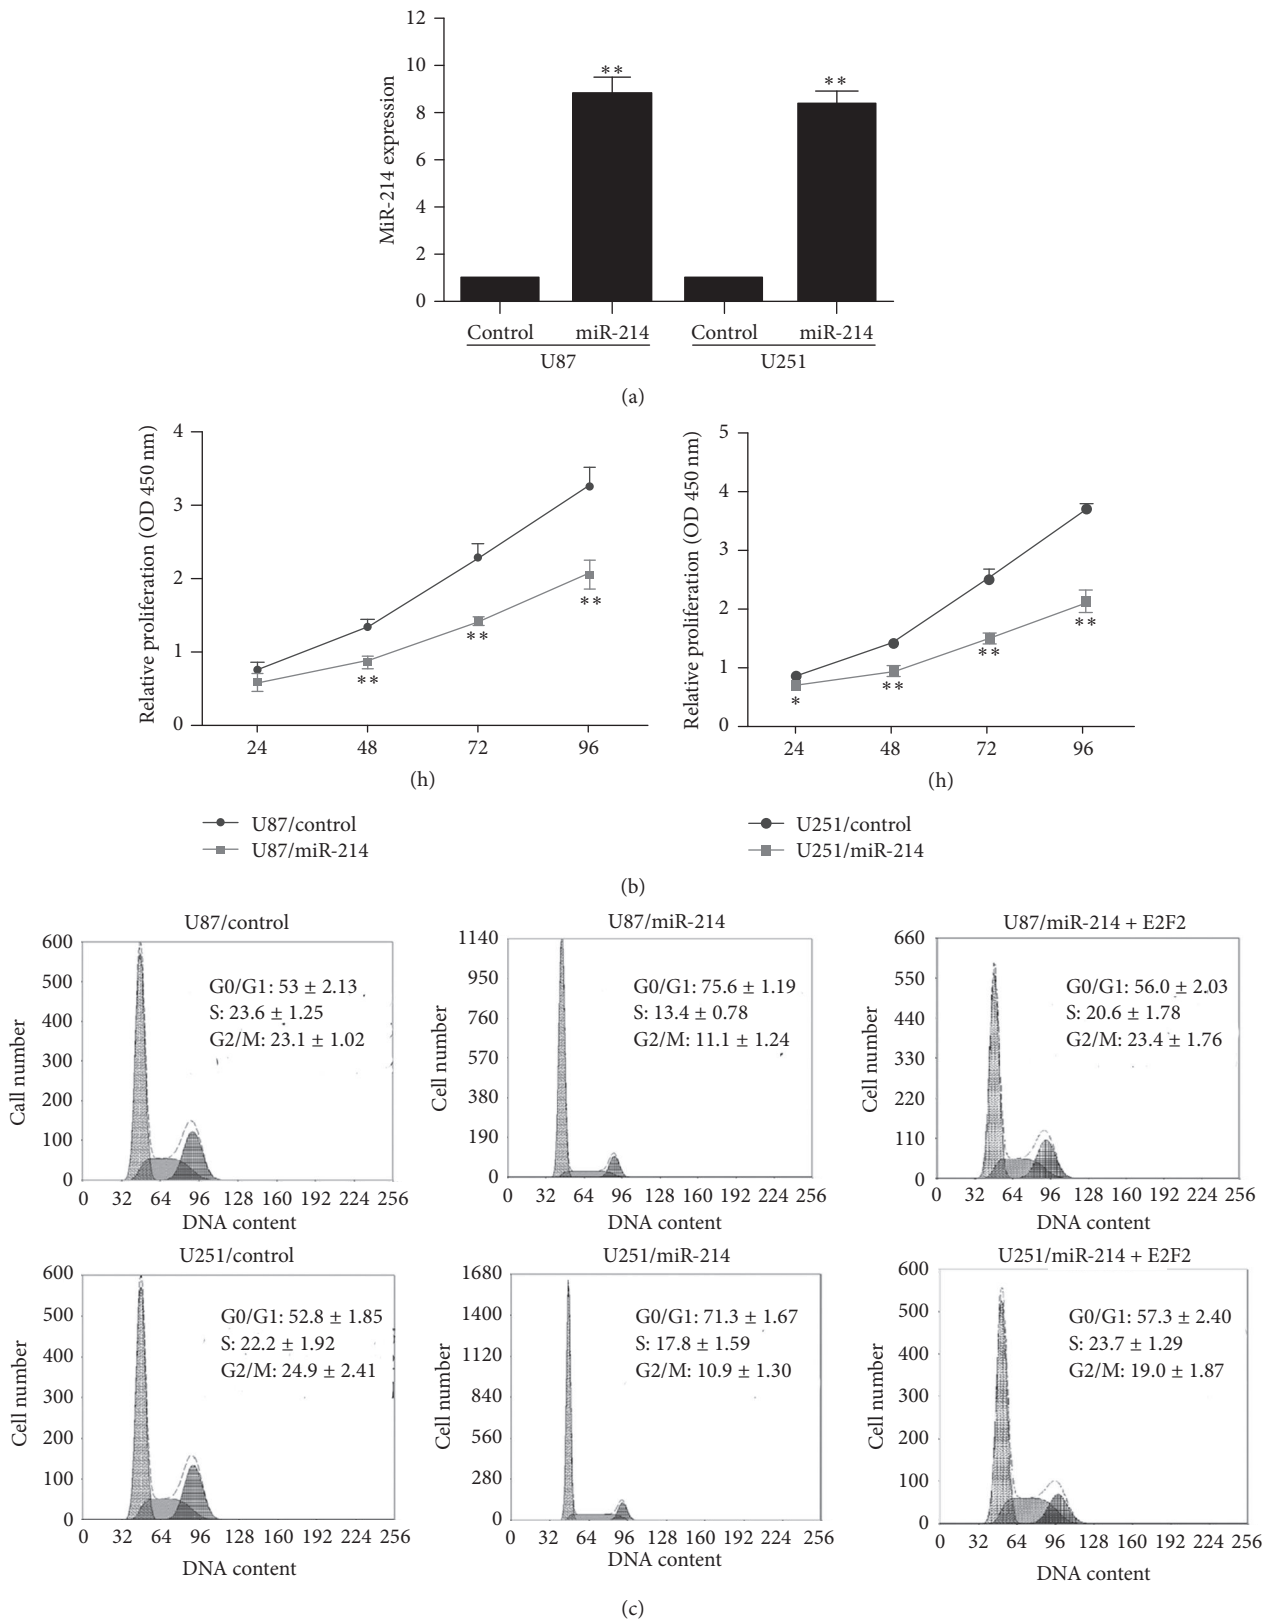 12
10
8
6
4
2
0
MiR-214 expression
** **
Control miR-214 Control miR-214
U87 U251
(a)
4
3
2
1
0
Relative proliferation (OD 450 nm)
** ** **
24 48 72 96
(h)
U87/control
U87/miR-214
5
4
3
2
1
0
Relative proliferation (OD 450 nm)
* ** ** **
24 48 72 96
(h)
U251/control
U251/miR-214
(b)
U87/control
600
500
400
300
200
100
0
Call number
G0/G1: 53 ± 2.13
S: 23.6 ± 1.25
G2/M: 23.1 ± 1.02
0 32 64 96 128 160 192 224 256
DNA content
U87/miR-214
1140
950
760
570
380
190
0
Cell number
G0/G1: 75.6 ± 1.19
S: 13.4 ± 0.78
G2/M: 11.1 ± 1.24
0 32 64 96 128 160 192 224 256
DNA content
U87/miR-214 + E2F2
660
550
440
330
220
110
0
Cell number
G0/G1: 56.0 ± 2.03
S: 20.6 ± 1.78
G2/M: 23.4 ± 1.76
0 32 64 96 128 160 192 224 256
DNA content
U251/control
600
500
400
300
200
100
0
Cell number
G0/G1: 52.8 ± 1.85
S: 22.2 ± 1.92
G2/M: 24.9 ± 2.41
0 32 64 96 128 160 192 224 256
DNA content
U251/miR-214
1680
1400
1120
840
560
280
0
Cell number
G0/G1: 71.3 ± 1.67
S: 17.8 ± 1.59
G2/M: 10.9 ± 1.30
0 32 64 96 128 160 192 224 256
DNA content
U251/miR-214 + E2F2
600
500
400
300
200
100
0
Cell number
G0/G1: 57.3 ± 2.40
S: 23.7 ± 1.29
G2/M: 19.0 ± 1.87
0 32 64 96 128 160 192 224 256
DNA content
(c)